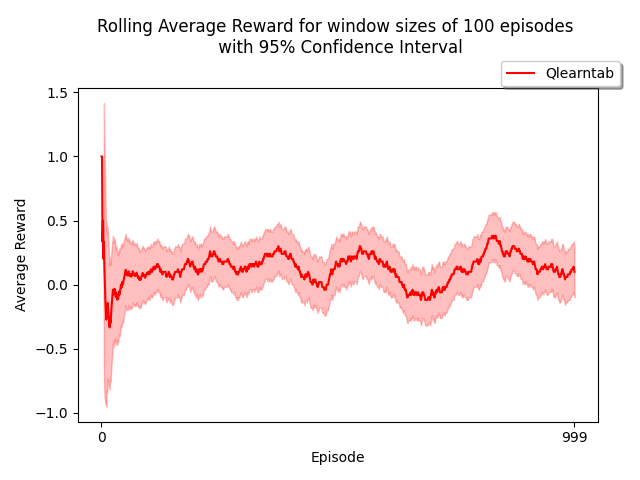 Rolling Average Reward for window sizes of 100 episodes
with 95% Confidence Interval
Qlearntab
1.5
1.0
0.5
0.0
−0.5
−1.0
Average Reward
0
999
Episode